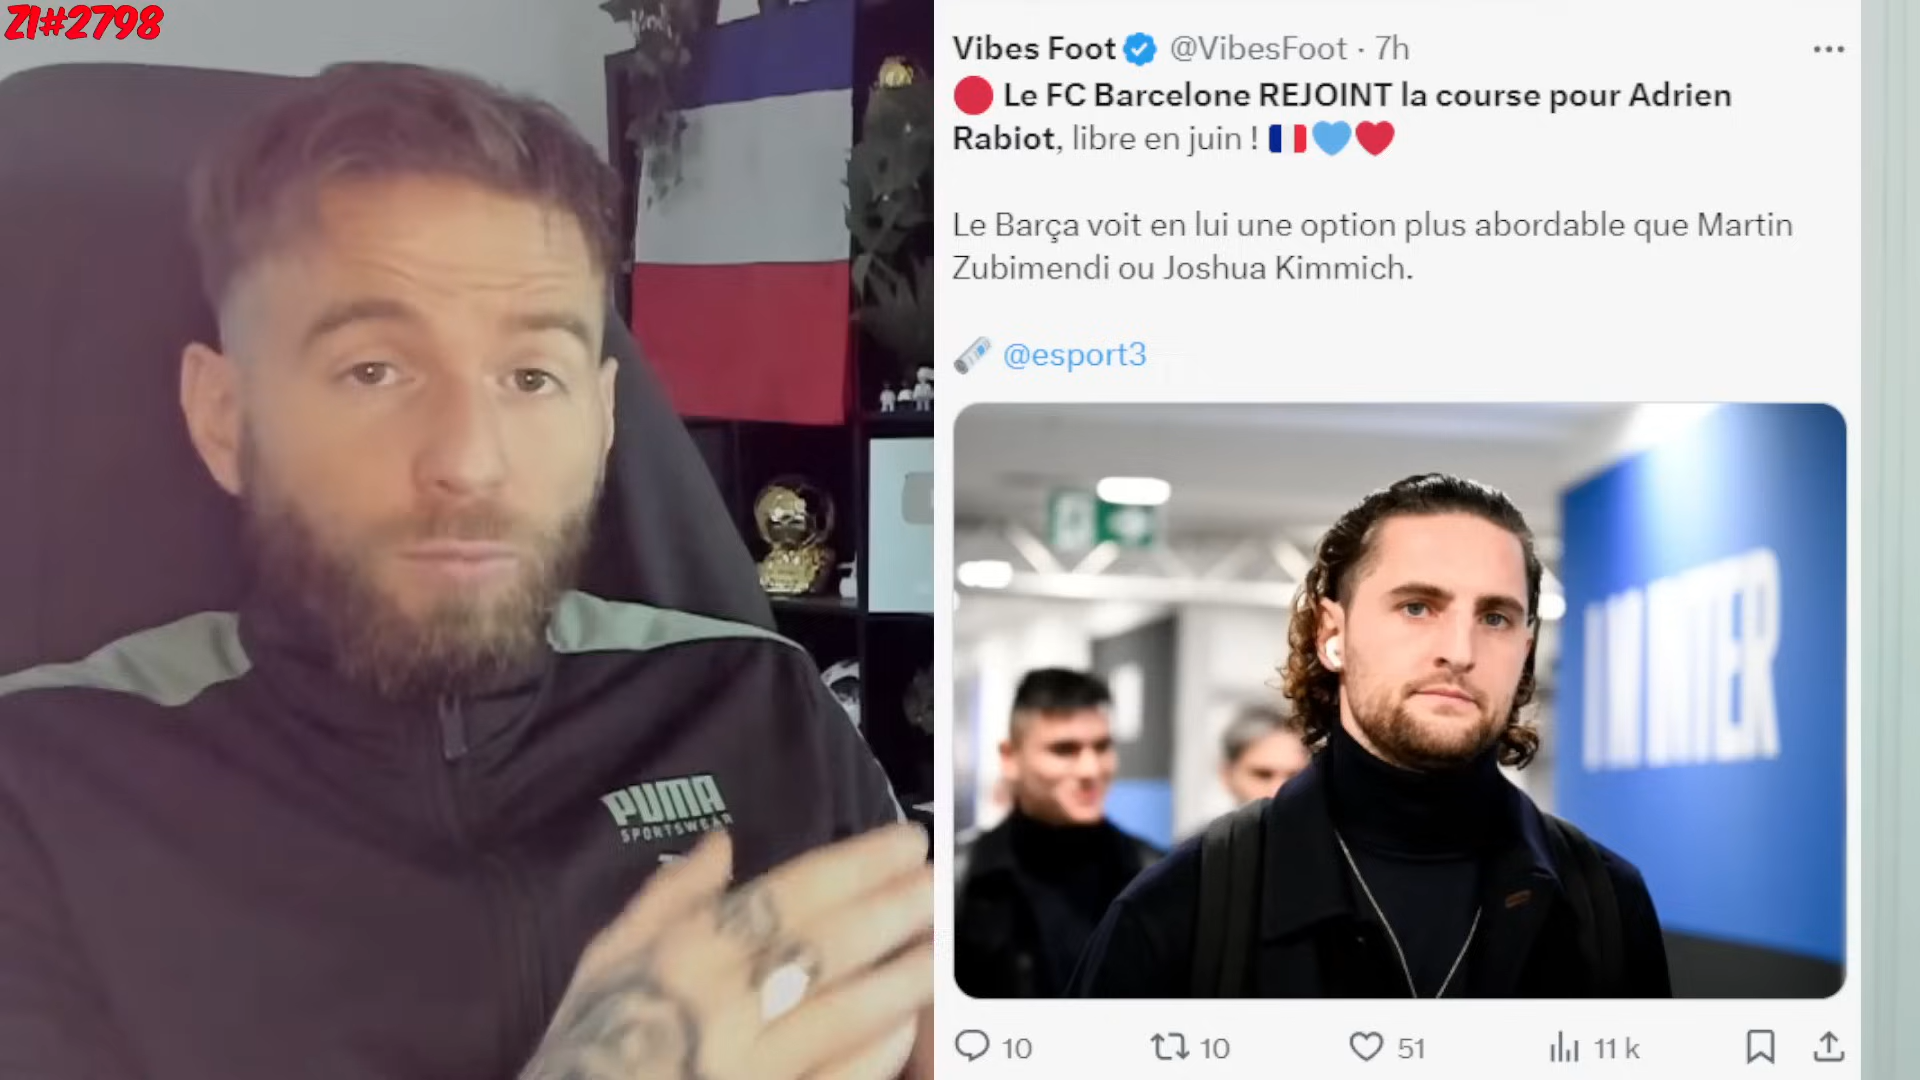 ZI#2798
Vibes Foot @VibesFoot · 7h
🔴 Le FC Barcelone REJOINT la course pour Adrien
Rabiot, libre en juin ! 🇫🇷💙❤️
Le Barça voit en lui une option plus abordable que Martin
Zubimendi ou Joshua Kimmich.
🗞️ @esport3
PUMA
SPORTSWEAR
10
10
51
11 k